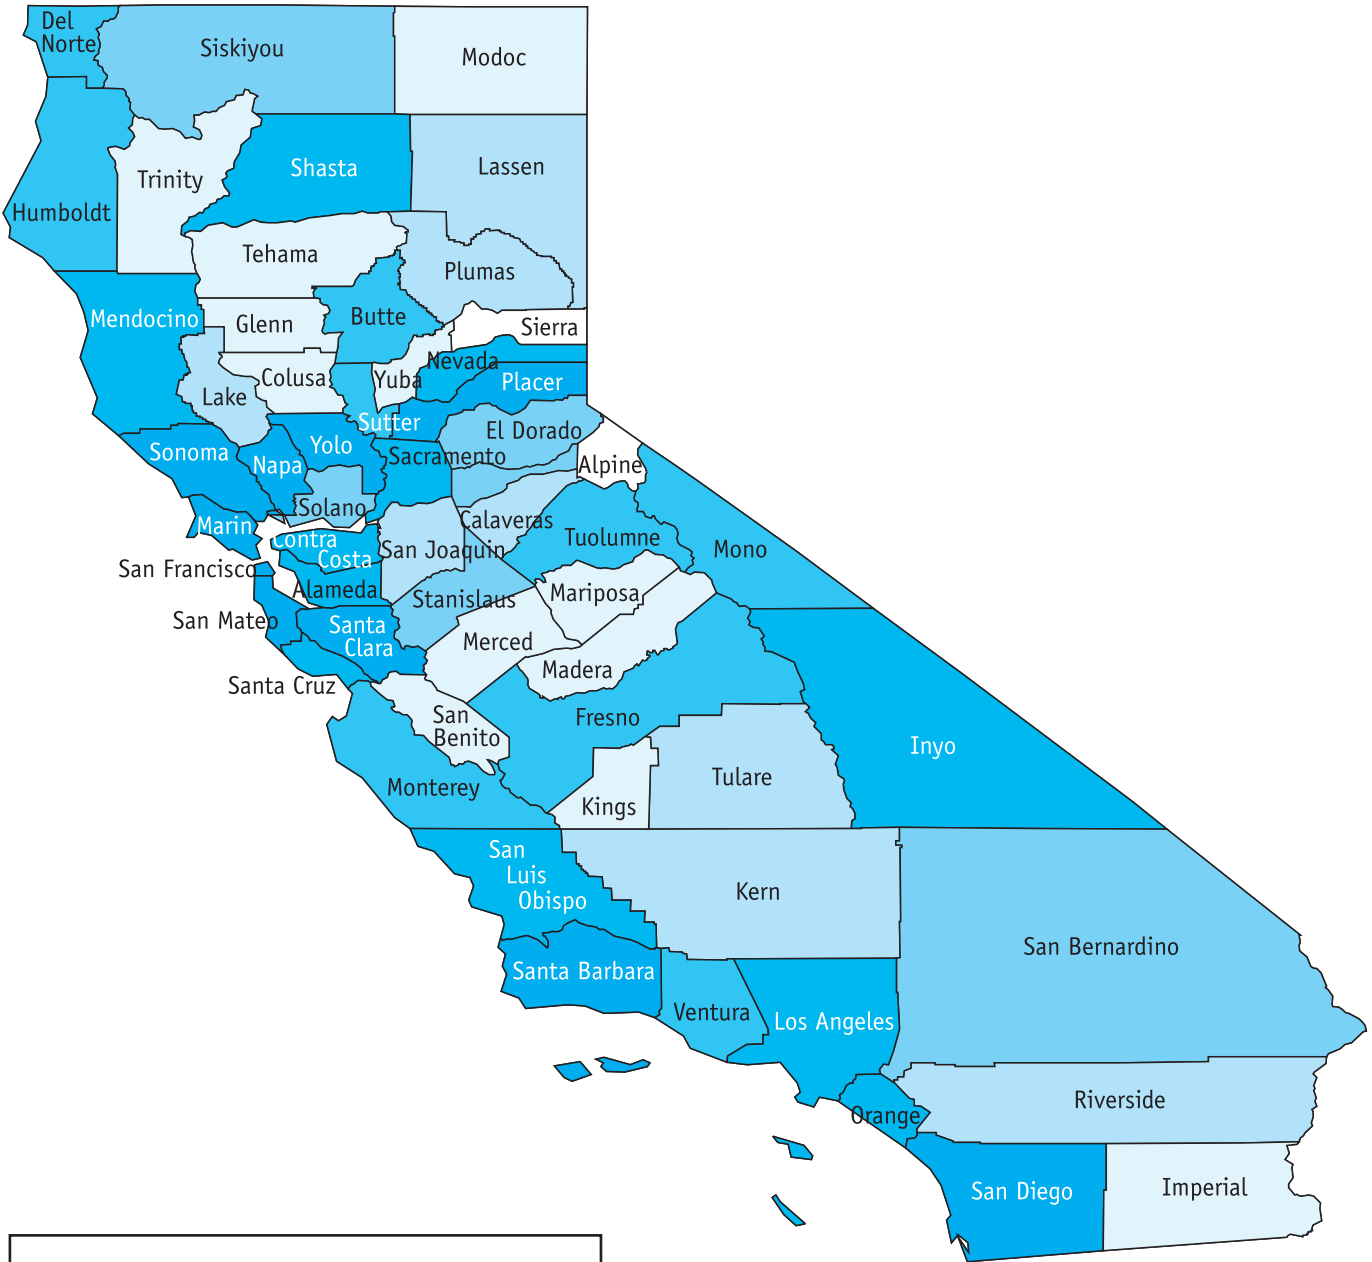 Del
Norte
Siskiyou
Modoc
Shasta
Lassen
Trinity
Humboldt
Tehama
Plumas
Mendocino
Glenn
Butte
Sierra
Nevada
Colusa
Yuba
Placer
Lake
Sutter
El Dorado
Yolo
Sonoma
Sacramento
Napa
Alpine
Solano
Calaveras
Marin
Tuolumne
Contra
Costa
San Joaquin
Mono
San Francisco
Alameda
Mariposa
Stanislaus
San Mateo
Santa
Clara
Merced
Madera
Santa Cruz
San
Benito
Fresno
Inyo
Tulare
Monterey
Kings
San
Luis
Obispo
Kern
San Bernardino
Santa Barbara
Ventura
Los Angeles
Riverside
Orange
San Diego
Imperial